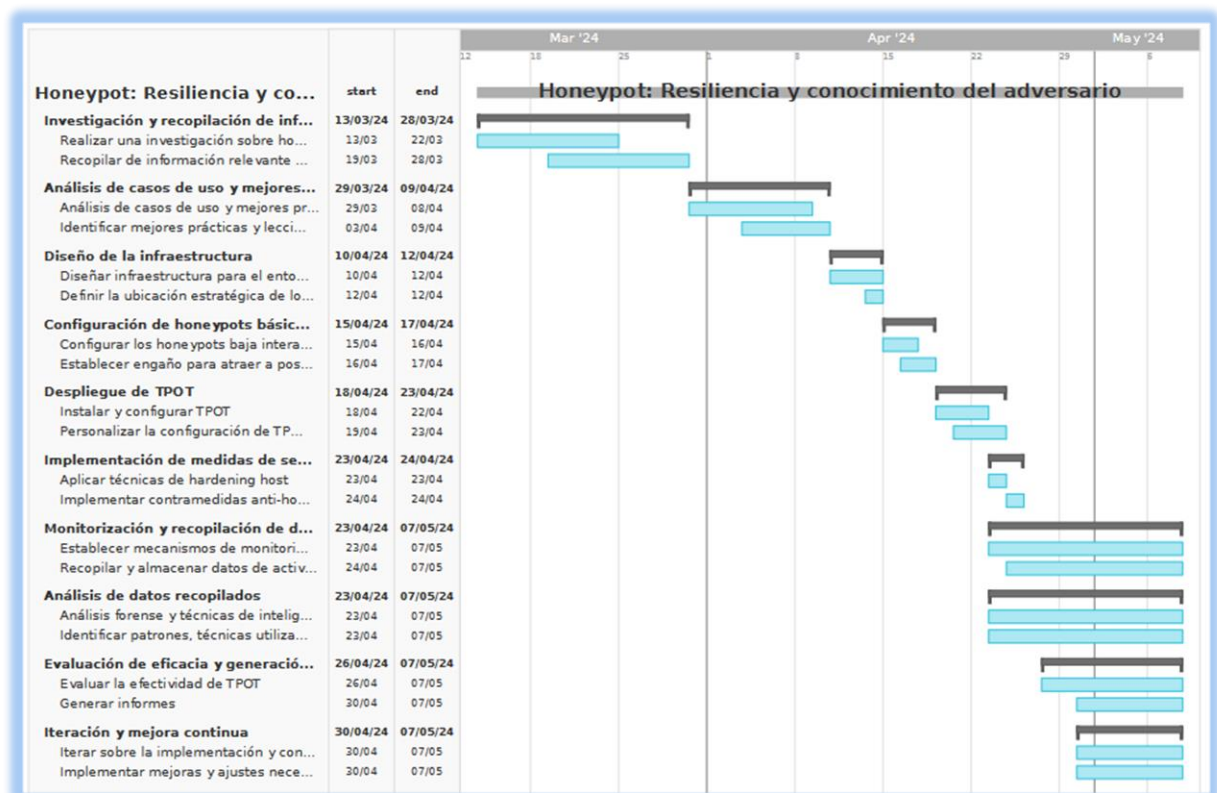 Mar '24 Apr '24 May '24
12 18 25 1 8 15 22 29 6
Honeypot: Resiliencia y co... start end Honeypot: Resiliencia y conocimiento del adversario
Investigación y recopilación de inf... 13/03/24 28/03/24
Realizar una investigación sobre ho... 13/03 22/03
Recopilar de información relevante ... 19/03 28/03
Análisis de casos de uso y mejores... 29/03/24 09/04/24
Análisis de casos de uso y mejores pr... 29/03 08/04
Identificar mejores prácticas y lecci... 03/04 09/04
Diseño de la infraestructura 10/04/24 12/04/24
Diseñar infraestructura para el ento... 10/04 12/04
Definir la ubicación estratégica de lo... 12/04 12/04
Configuración de honeypots básic... 15/04/24 17/04/24
Configurar los honeypots baja intera... 15/04 16/04
Establecer engaño para atraer a pos... 16/04 17/04
Despliegue de TPOT 18/04/24 23/04/24
Instalar y configurar TPOT 18/04 22/04
Personalizar la configuración de TP... 19/04 23/04
Implementación de medidas de se... 23/04/24 24/04/24
Aplicar técnicas de hardening host 23/04 23/04
Implementar contramedidas anti-ho... 24/04 24/04
Monitorización y recopilación de d... 23/04/24 07/05/24
Establecer mecanismos de monitori... 23/04 07/05
Recopilar y almacenar datos de activ... 24/04 07/05
Análisis de datos recopilados 23/04/24 07/05/24
Análisis forense y técnicas de intelig... 23/04 07/05
Identificar patrones, técnicas utiliza... 23/04 07/05
Evaluación de eficacia y generació... 26/04/24 07/05/24
Evaluar la efectividad de TPOT 26/04 07/05
Generar informes 30/04 07/05
Iteración y mejora continua 30/04/24 07/05/24
Iterar sobre la implementación y con... 30/04 07/05
Implementar mejoras y ajustes nece... 30/04 07/05